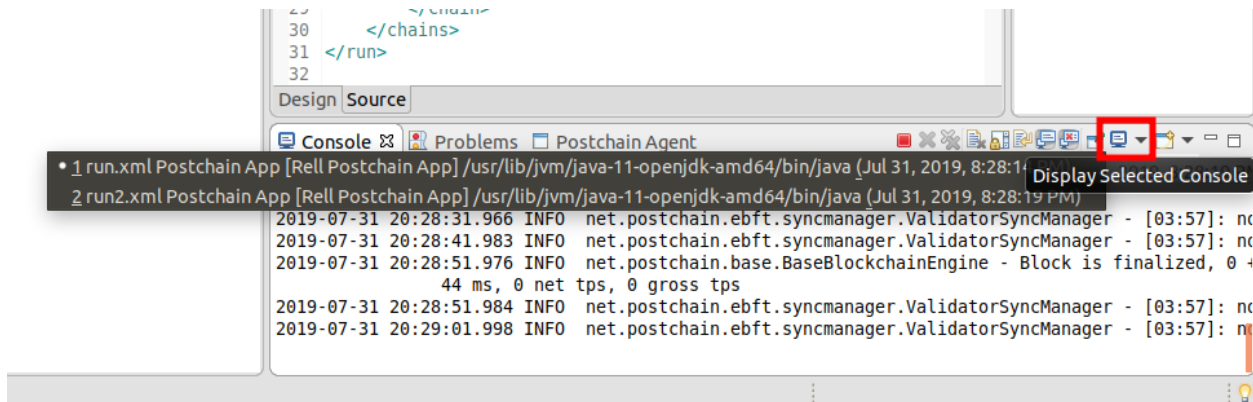 29 </chain>
30 </chains>
31 </run>
32
Design Source
Console Problems Postchain Agent
1 run.xml Postchain App [Rell Postchain App] /usr/lib/jvm/java-11-openjdk-amd64/bin/java (Jul 31, 2019, 8:28:14 PM)
Display Selected Console
2 run2.xml Postchain App [Rell Postchain App] /usr/lib/jvm/java-11-openjdk-amd64/bin/java (Jul 31, 2019, 8:28:19 PM)
2019-07-31 20:28:31.966 INFO net.postchain.ebft.syncmanager.ValidatorSyncManager - [03:57]:
2019-07-31 20:28:41.983 INFO net.postchain.ebft.syncmanager.ValidatorSyncManager - [03:57]:
2019-07-31 20:28:51.976 INFO net.postchain.base.BaseBlockchainEngine - Block is finalized, 0 +
44 ms, 0 net tps, 0 gross tps
2019-07-31 20:28:51.984 INFO net.postchain.ebft.syncmanager.ValidatorSyncManager - [03:57]:
2019-07-31 20:29:01.998 INFO net.postchain.ebft.syncmanager.ValidatorSyncManager - [03:57]: